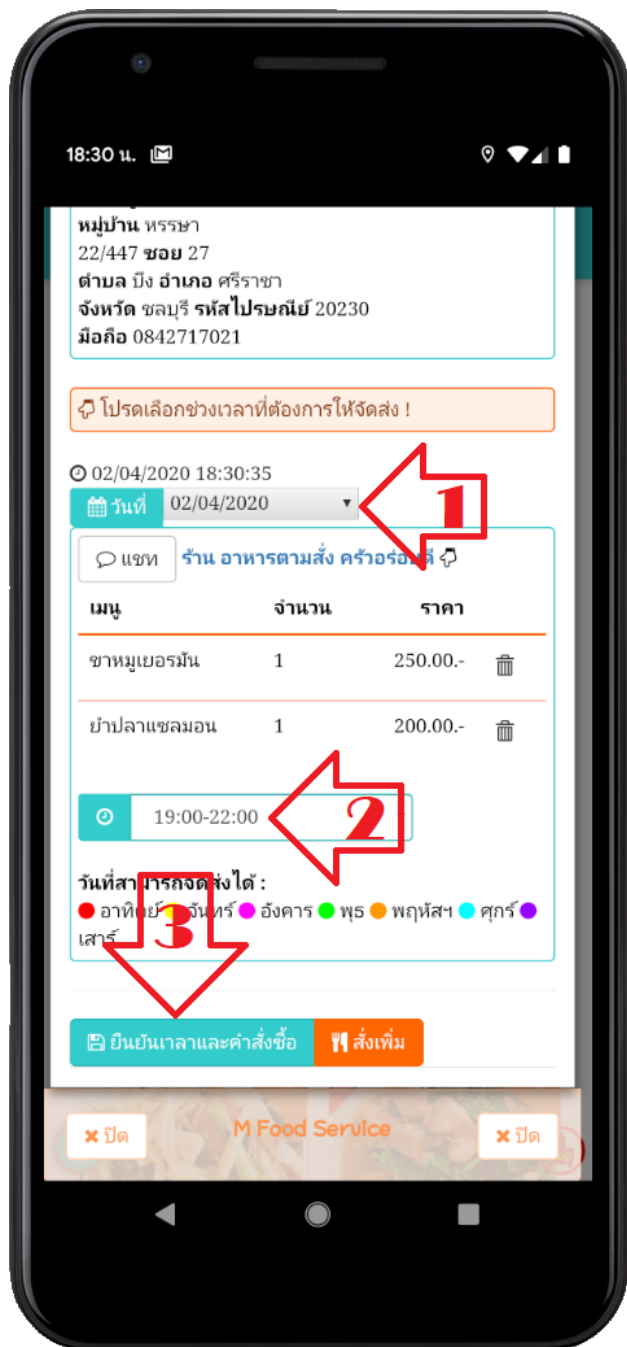 18:30 น.
หมู่บ้าน หรรษา
22/447 ซอย 27
ตำบล บึง อำเภอ ศรีราชา
จังหวัด ชลบุรี รหัสไปรษณีย์ 20230
มือถือ 0842717021
โปรดเลือกช่วงเวลาที่ต้องการให้จัดส่ง !
02/04/2020 18:30:35
วันที่ 02/04/2020
1
แชท ร้าน อาหารตามสั่ง ครัวอร่อยดี
เมนู จำนวน ราคา
ขาหมูเยอรมัน 1 250.00.-
ยำปลาแซลมอน 1 200.00.-
19:00-22:00
2
วันที่สามารถจัดส่งได้ :
อาทิตย์ จันทร์ อังคาร พุธ พฤหัสฯ ศุกร์
เสาร์
3
ยืนยันเวลาและคำสั่งซื้อ สั่งเพิ่ม
ปิด M Food Service ปิด